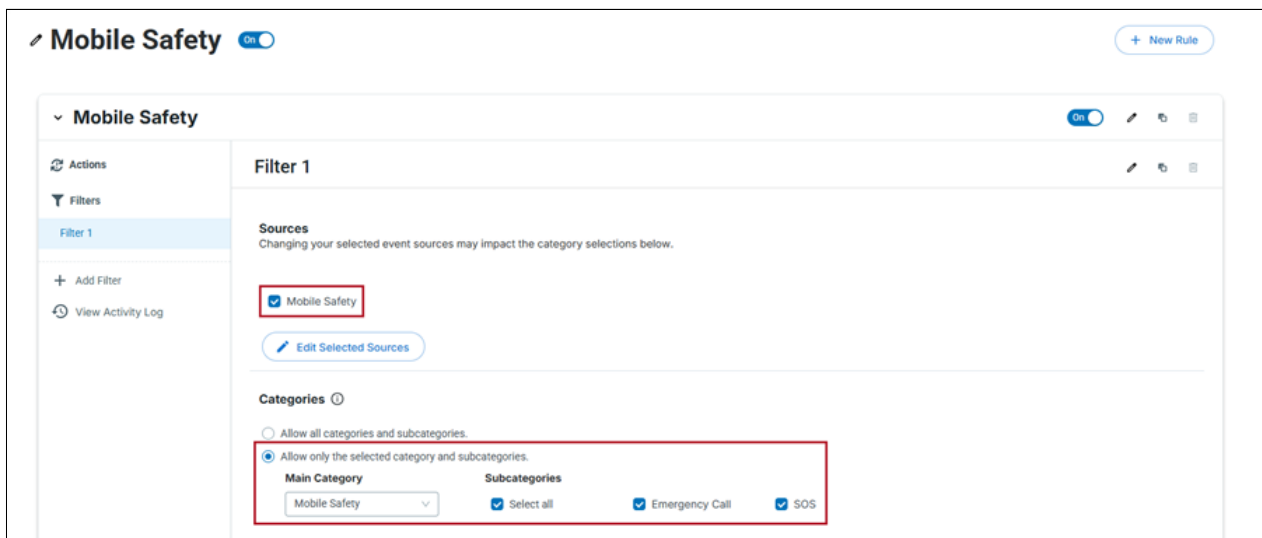 Mobile Safety On
+ New Rule
Mobile Safety
On
Actions
Filters
Filter 1
+ Add Filter
View Activity Log
Filter 1
Sources
Changing your selected event sources may impact the category selections below.
Mobile Safety
Edit Selected Sources
Categories
Allow all categories and subcategories.
Allow only the selected category and subcategories.
Main Category Subcategories
Mobile Safety Select all Emergency Call SOS